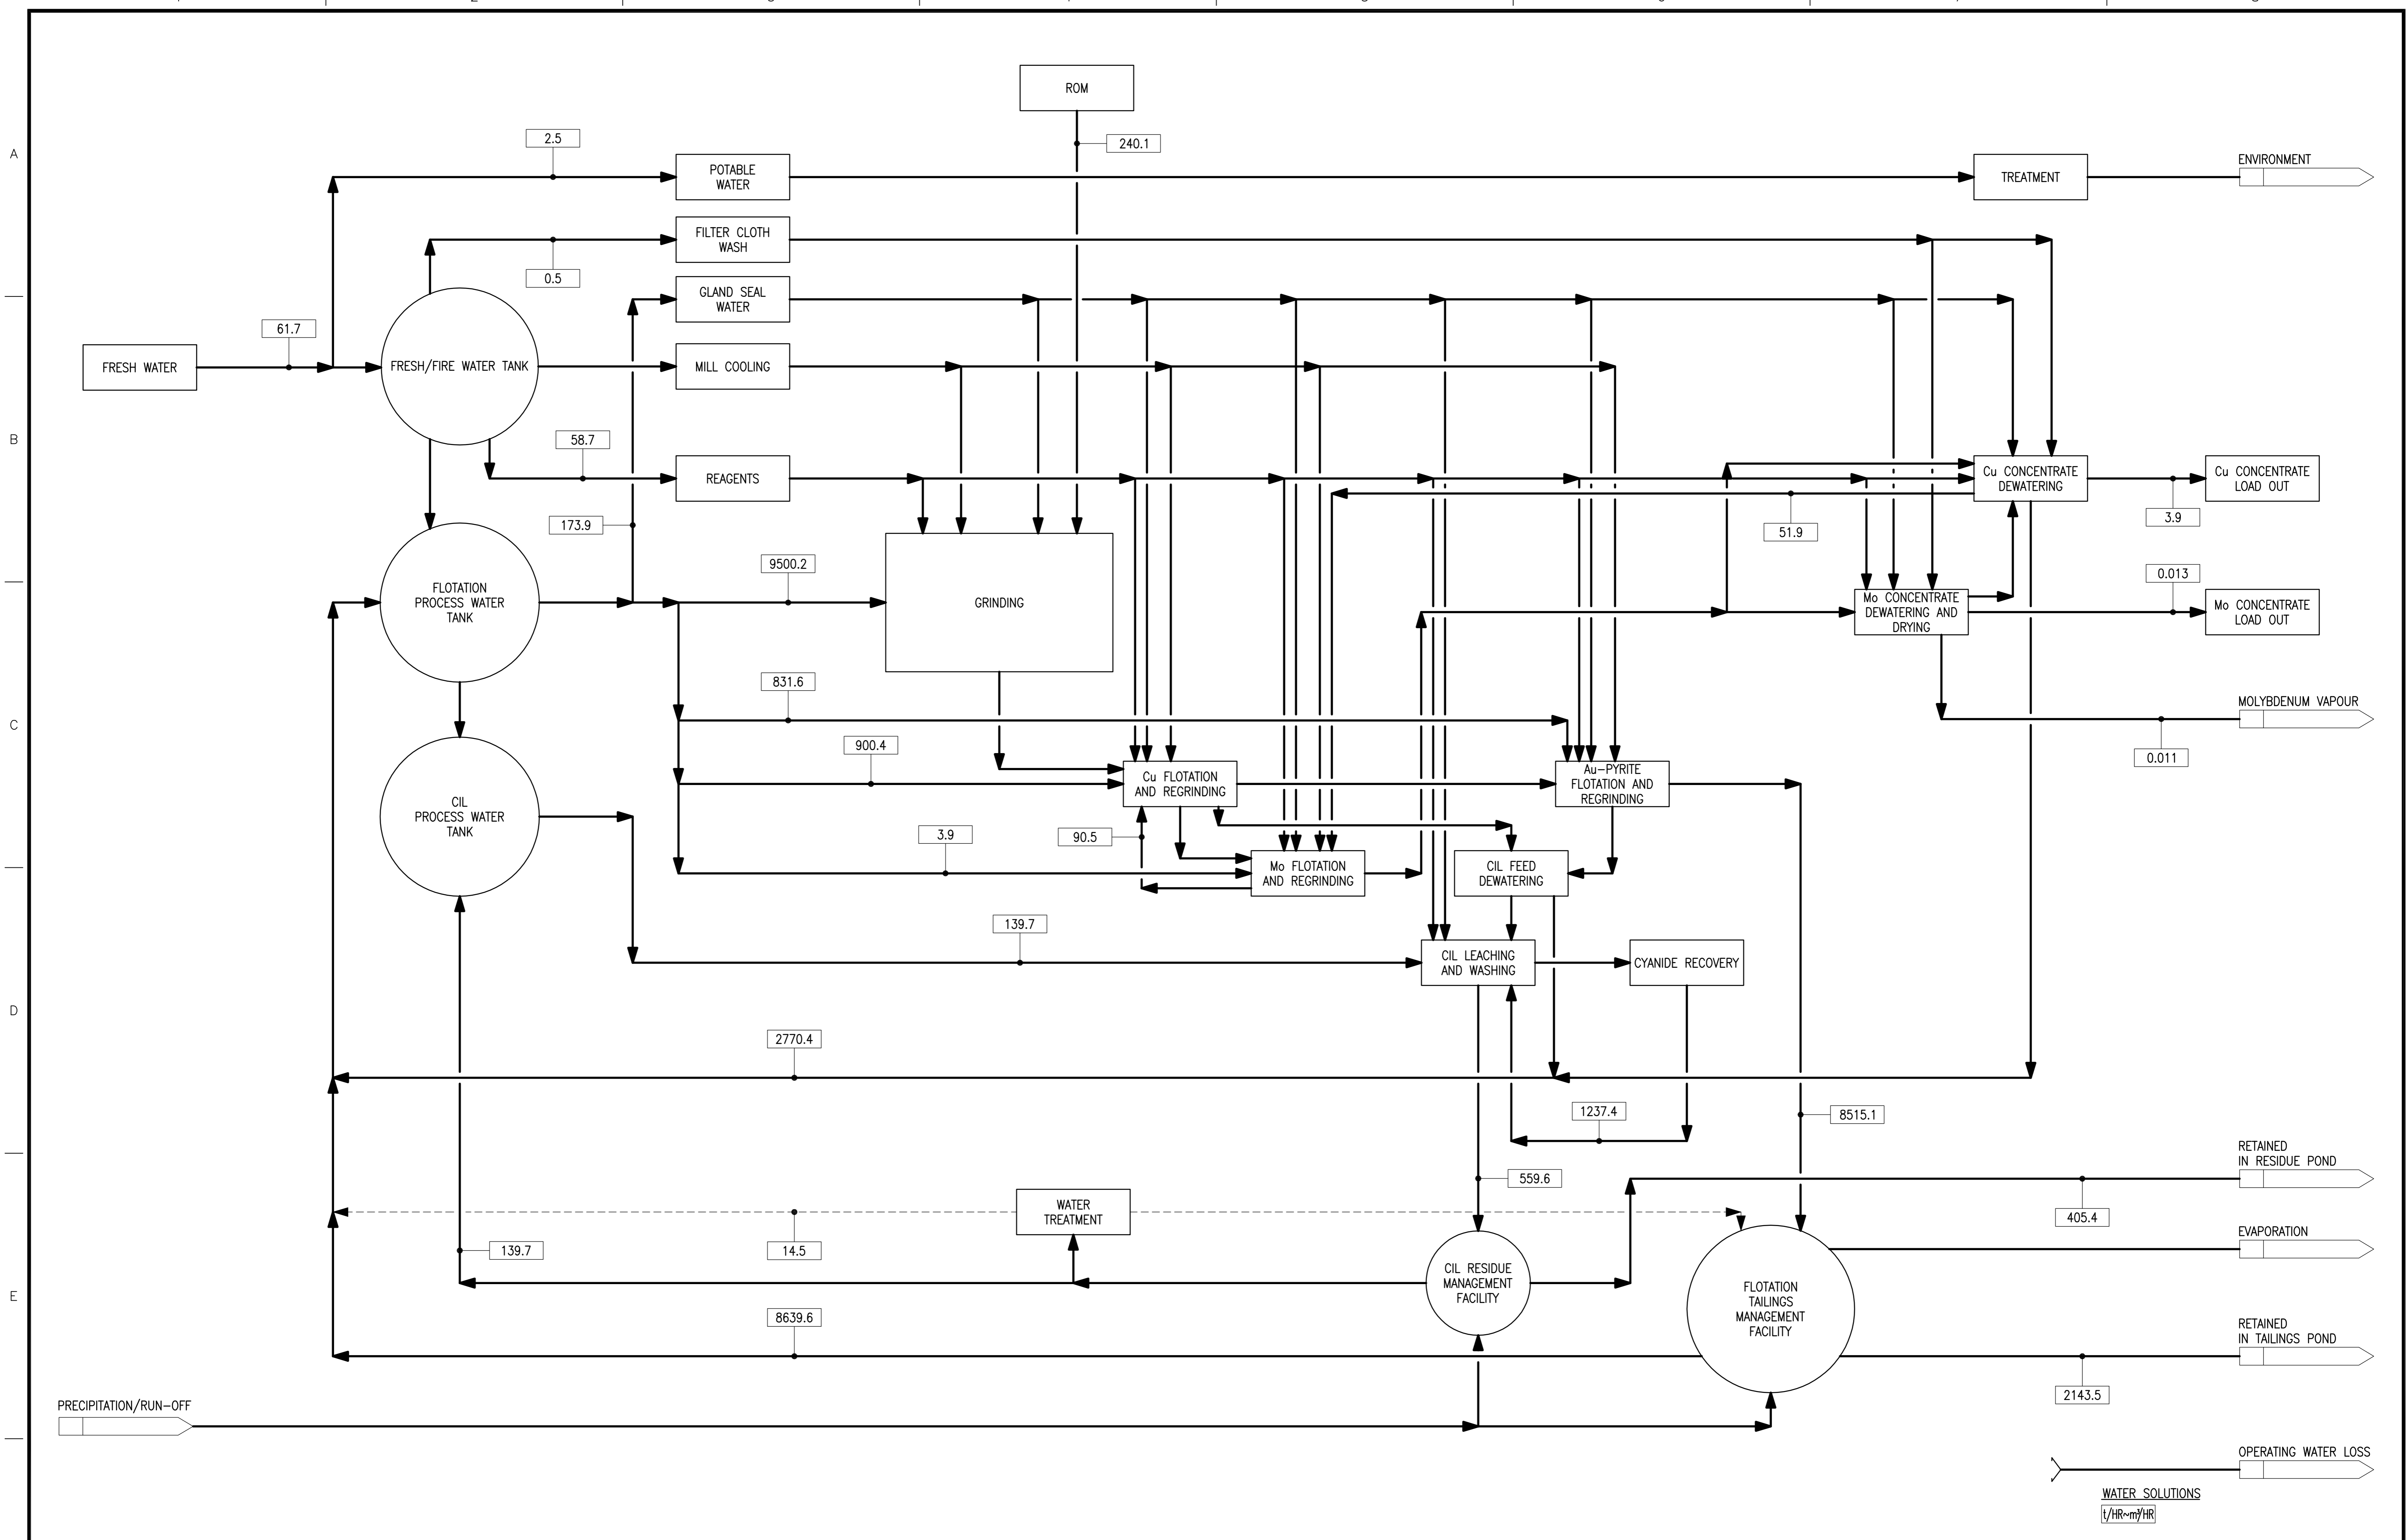 ROM
A
2.5
240.1
ENVIRONMENT
POTABLE
WATER
TREATMENT
FILTER CLOTH
WASH
0.5
GLAND SEAL
WATER
61.7
FRESH WATER
FRESH/FIRE WATER TANK
MILL COOLING
B
58.7
REAGENTS
Cu CONCENTRATE
DEWATERING
Cu CONCENTRATE
LOAD OUT
173.9
51.9
3.9
9500.2
0.013
FLOTATION
PROCESS WATER
TANK
GRINDING
Mo CONCENTRATE
DEWATERING AND
DRYING
Mo CONCENTRATE
LOAD OUT
831.6
MOLYBDENUM VAPOUR
C
900.4
0.011
Cu FLOTATION
AND REGRINDING
Au-PYRITE
FLOTATION AND
REGRINDING
CIL
PROCESS WATER
TANK
3.9
90.5
Mo FLOTATION
AND REGRINDING
CIL FEED
DEWATERING
139.7
CIL LEACHING
AND WASHING
CYANIDE RECOVERY
D
2770.4
1237.4
8515.1
RETAINED
IN RESIDUE POND
559.6
WATER
TREATMENT
405.4
EVAPORATION
139.7
14.5
CIL RESIDUE
MANAGEMENT
FACILITY
FLOTATION
TAILINGS
MANAGEMENT
FACILITY
E
8639.6
RETAINED
IN TAILINGS POND
2143.5
PRECIPITATION/RUN-OFF
OPERATING WATER LOSS
WATER SOLUTIONS
t/HR~m³/HR